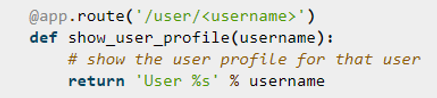 @app.route('/user/<username>')
def show_user_profile(username):
    # show the user profile for that user
    return 'User %s' % username